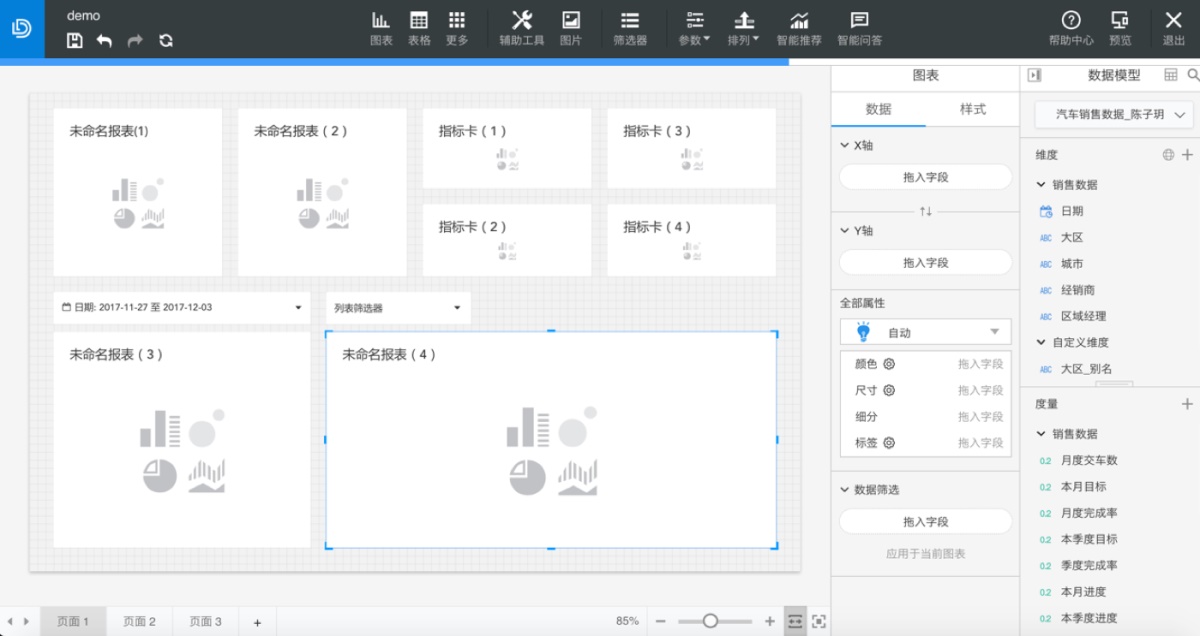 demo
图表
表格
更多
辅助工具
图片
筛选器
参数
排列
智能推荐
智能问答
帮助中心
预览
退出
未命名报表(1)
未命名报表(2)
指标卡(1)
指标卡(3)
指标卡(2)
指标卡(4)
日期: 2017-11-27 至 2017-12-03
列表筛选器
未命名报表(3)
未命名报表(4)
页面 1
页面 2
页面 3
+
85%
图表
数据
样式
X轴
拖入字段
Y轴
拖入字段
全部属性
自动
颜色
拖入字段
尺寸
拖入字段
细分
拖入字段
标签
拖入字段
数据筛选
拖入字段
应用于当前图表
数据模型
汽车销售数据_陈子玥
维度
销售数据
日期
ABC 大区
ABC 城市
ABC 经销商
ABC 区域经理
自定义维度
ABC 大区_别名
度量
销售数据
0.2 月度交车数
0.2 本月目标
0.2 月度完成率
0.2 本季度目标
0.2 季度完成率
0.2 本月进度
0.2 本季度进度